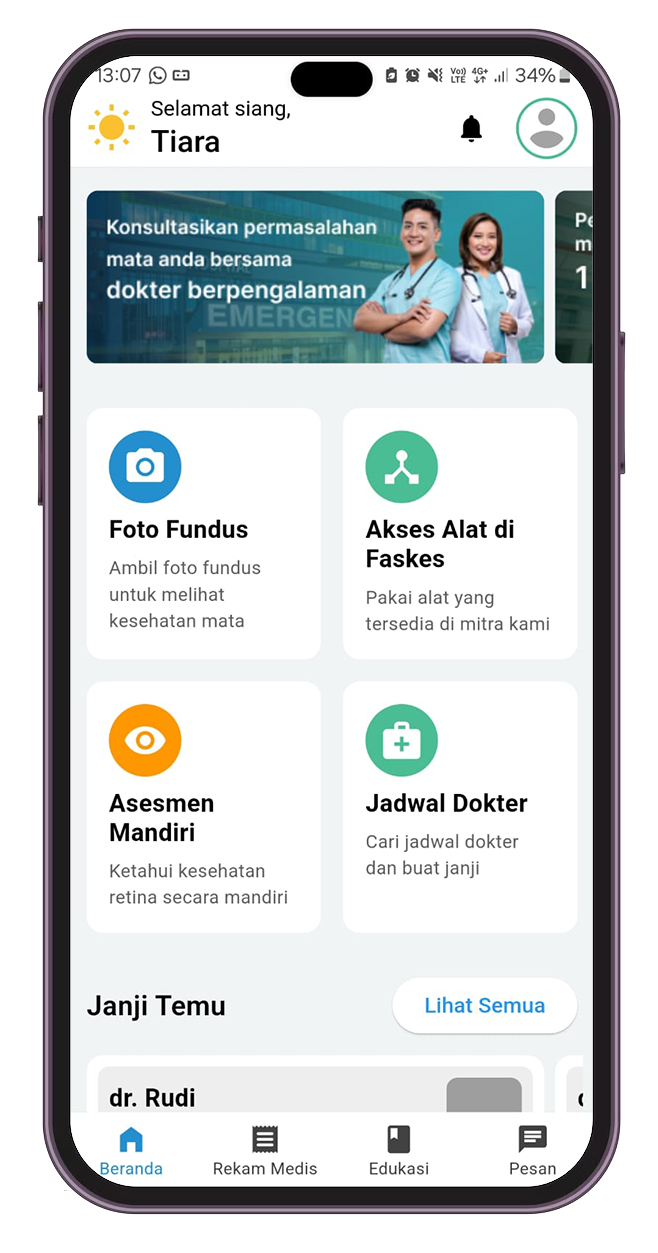 13:07
Vo))
LTE
4G+
34%
Selamat siang,
Tiara
Konsultasikan permasalahan
mata anda bersama
dokter berpengalaman
EMERGEN
1
Foto Fundus
Ambil foto fundus
untuk melihat
kesehatan mata
Akses Alat di
Faskes
Pakai alat yang
tersedia di mitra kami
Asesmen
Mandiri
Ketahui kesehatan
retina secara mandiri
Jadwal Dokter
Cari jadwal dokter
dan buat janji
Janji Temu
Lihat Semua
dr. Rudi
Beranda
Rekam Medis
Edukasi
Pesan